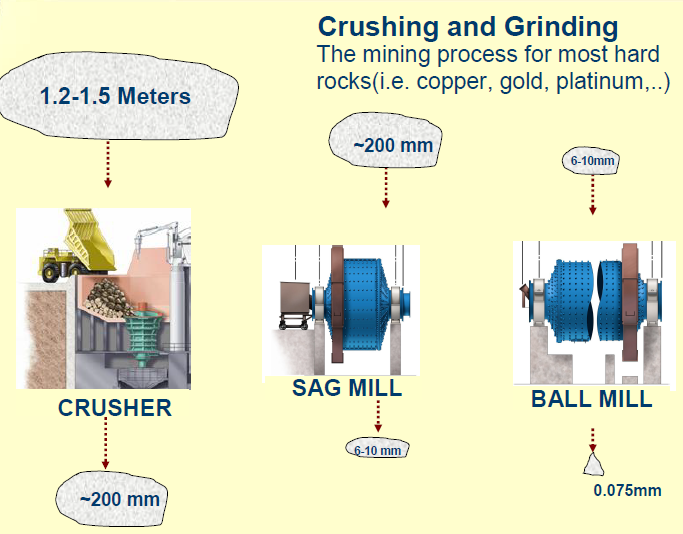 Crushing and Grinding
The mining process for most hard
rocks(i.e. copper, gold, platinum,..)
1.2-1.5 Meters
~200 mm
6-10mm
CRUSHER
SAG MILL
BALL MILL
6-10 mm
~200 mm
0.075mm